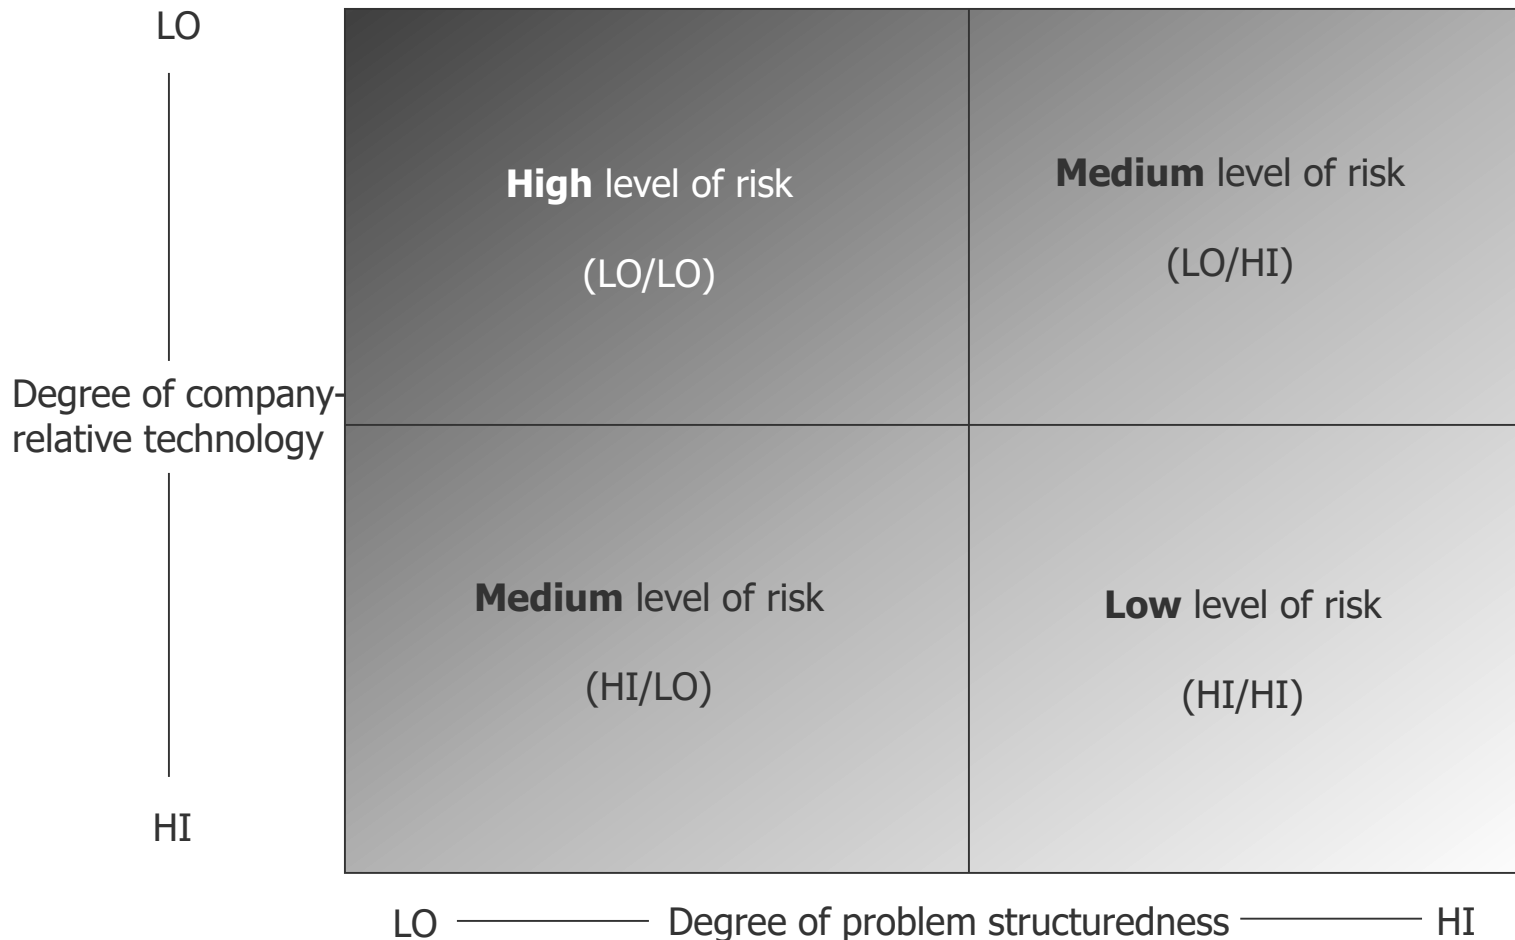 LO
High level of risk
(LO/LO)
Medium level of risk
(LO/HI)
Degree of company-
relative technology
Medium level of risk
(HI/LO)
Low level of risk
(HI/HI)
HI
LO
Degree of problem structuredness
HI